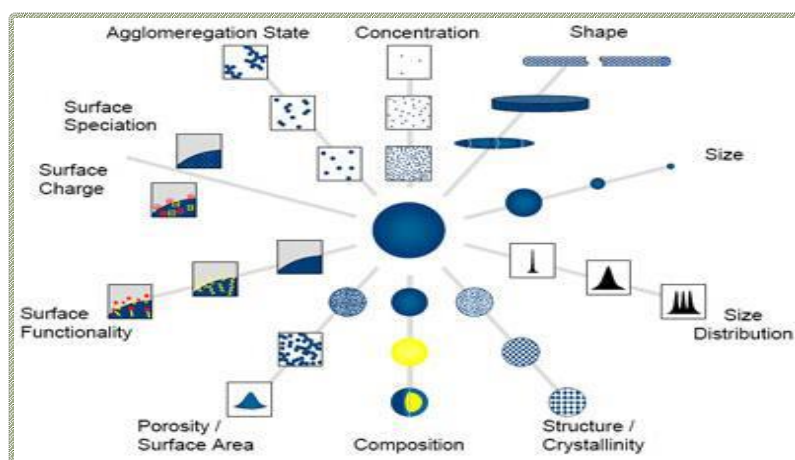 Agglomeregation State
Concentration
Shape
Surface
Speciation
Surface
Charge
Size
Surface
Functionality
Size
Distribution
Porosity /
Surface Area
Composition
Structure /
Crystallinity